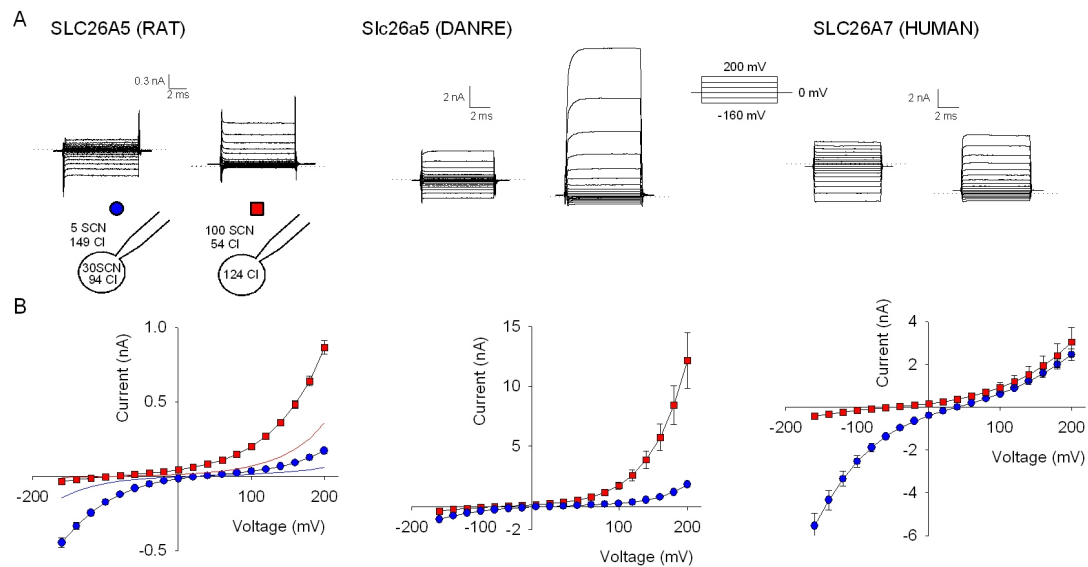 A
SLC26A5 (RAT)
Slc26a5 (DANRE)
SLC26A7 (HUMAN)
0.3 nA
2 ms
2 nA
2 ms
200 mV
0 mV
-160 mV
2 nA
2 ms
5 SCN
149 Cl
30SCN
94 Cl
100 SCN
54 Cl
124 Cl
B
Current (nA)
1.0
0.5
-0.5
-200
100
200
Voltage (mV)
Current (nA)
15
10
5
-2
-200
-100
100
200
Voltage (mV)
Current (nA)
4
2
-2
-4
-6
-200
-100
100
200
Voltage (mV)